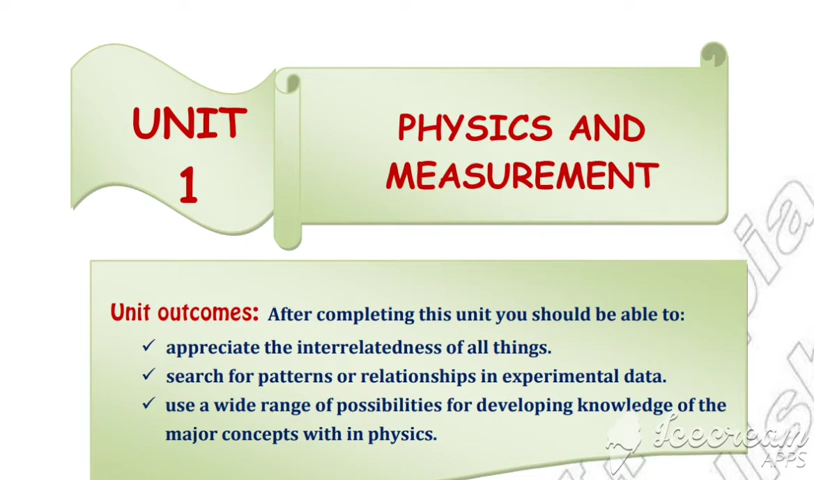 UNIT
1
PHYSICS AND
MEASUREMENT
Unit outcomes: After completing this unit you should be able to:
✓ appreciate the interrelatedness of all things.
✓ search for patterns or relationships in experimental data.
✓ use a wide range of possibilities for developing knowledge of the
major concepts with in physics.
Icecream
APPS